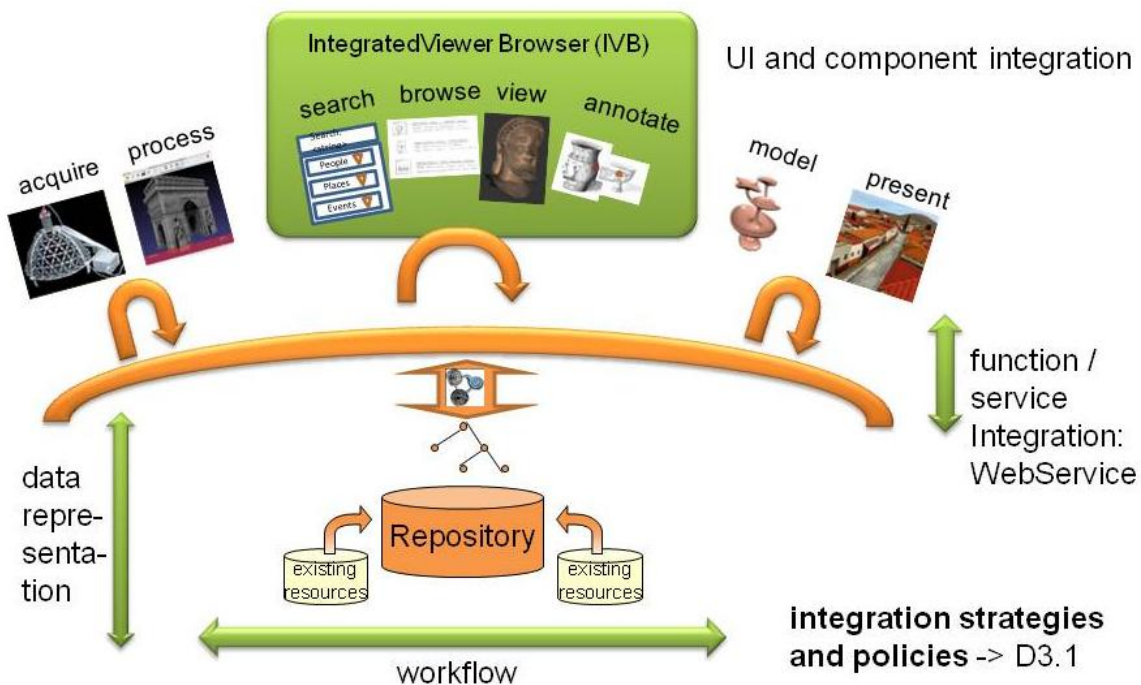 IntegratedViewer Browser (IVB)
UI and component integration
search
browse
view
annotate
Search,
People
Places
Events
acquire
process
model
present
function /
service
Integration:
WebService
data
repre-
senta-
tion
Repository
existing
resources
existing
resources
workflow
integration strategies
and policies -> D3.1